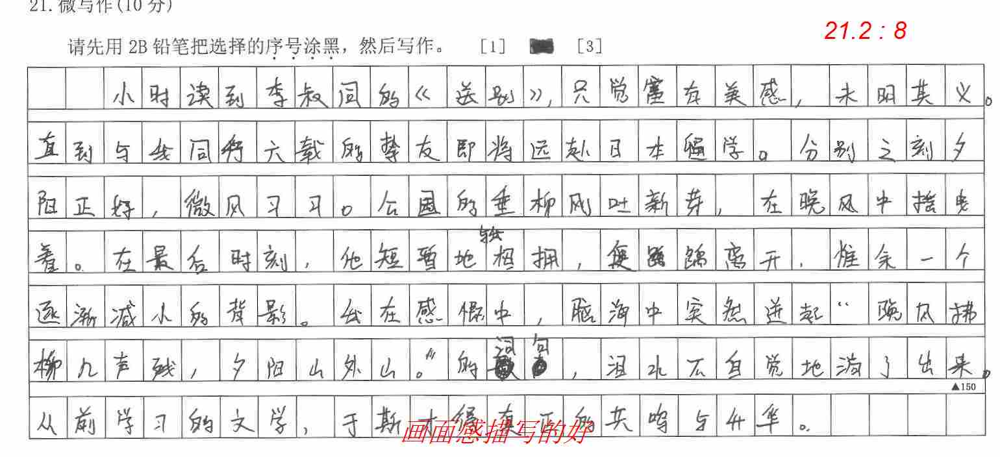 21.微写作(10分)
21.2 : 8
请先用 2B 铅笔把选择的序号涂黑,然后写作。 [1] [3]
小时读到李叔同的《送别》,只觉富有美感,未明其义。
直到与我同行六载的挚友即将远赴日本留学。分别之刻夕
阳正好,微风习习。公园的垂柳刚吐新芽,在晚风中摇曳
着。在最后时刻,他短暂地与我相拥,便踽踽离开,惟余一个
逐渐减小的背影。我在感慨中,脑海中突然迸起“晚风拂
柳九声残,夕阳山外山。”的词句,泪水不自觉地淌了出来。
▲150
从前学习的文学,于斯才得真正的共鸣与升华。
画面感描写的好